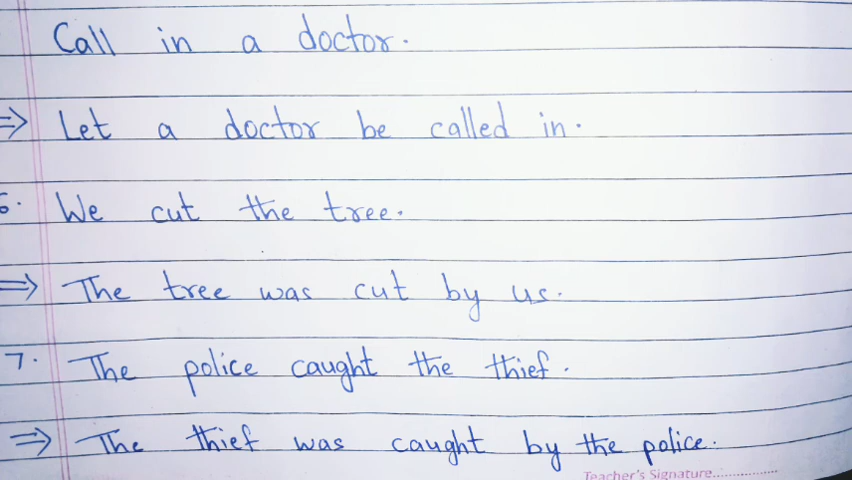 Call in a doctor.
⇒ Let a doctor be called in.
6. We cut the tree.
⇒ The tree was cut by us.
7. The police caught the thief.
⇒ The thief was caught by the police.
Teacher's Signature..................